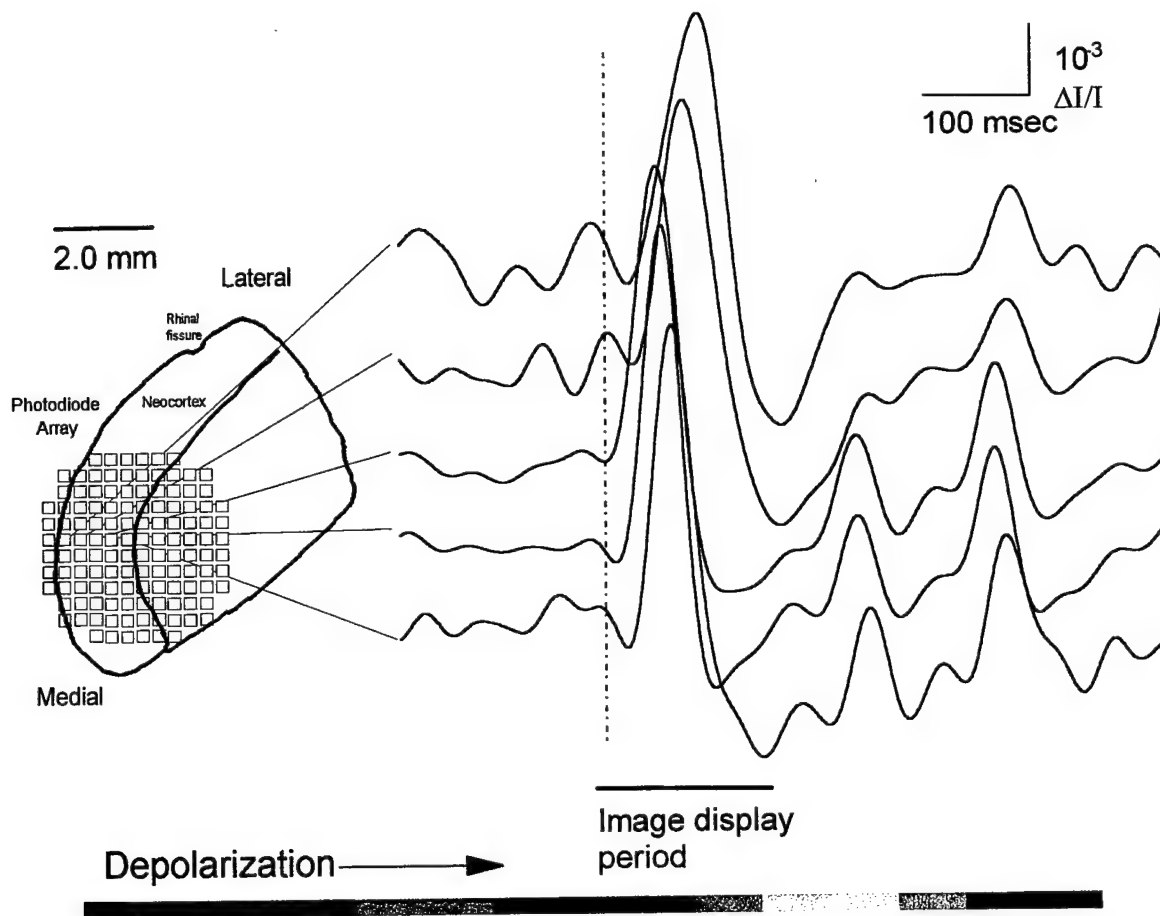 10-3
ΔI/I
100 msec
2.0 mm
Lateral
Rhinal
fissure
Neocortex
Photodiode
Array
Medial
Image display
period
Depolarization